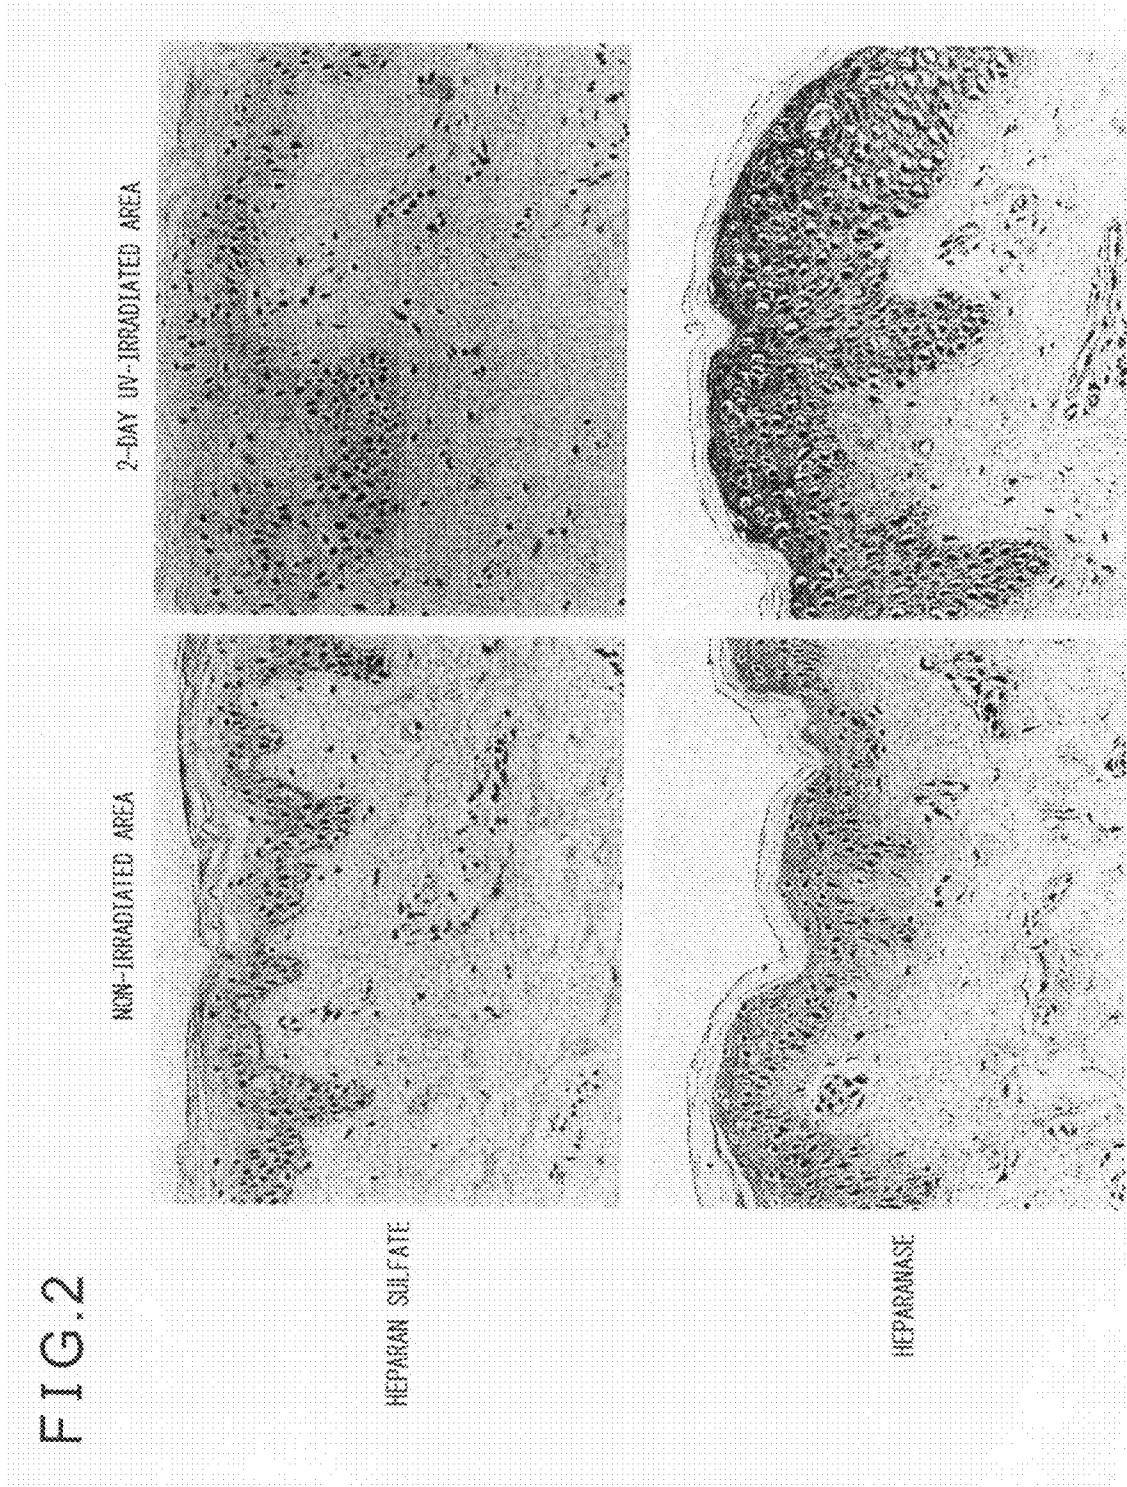 FIG.2
NON-IRRADIATED AREA
2-DAY UV-IRRADIATED AREA
HEPARAN SULFATE
HEPARANASE